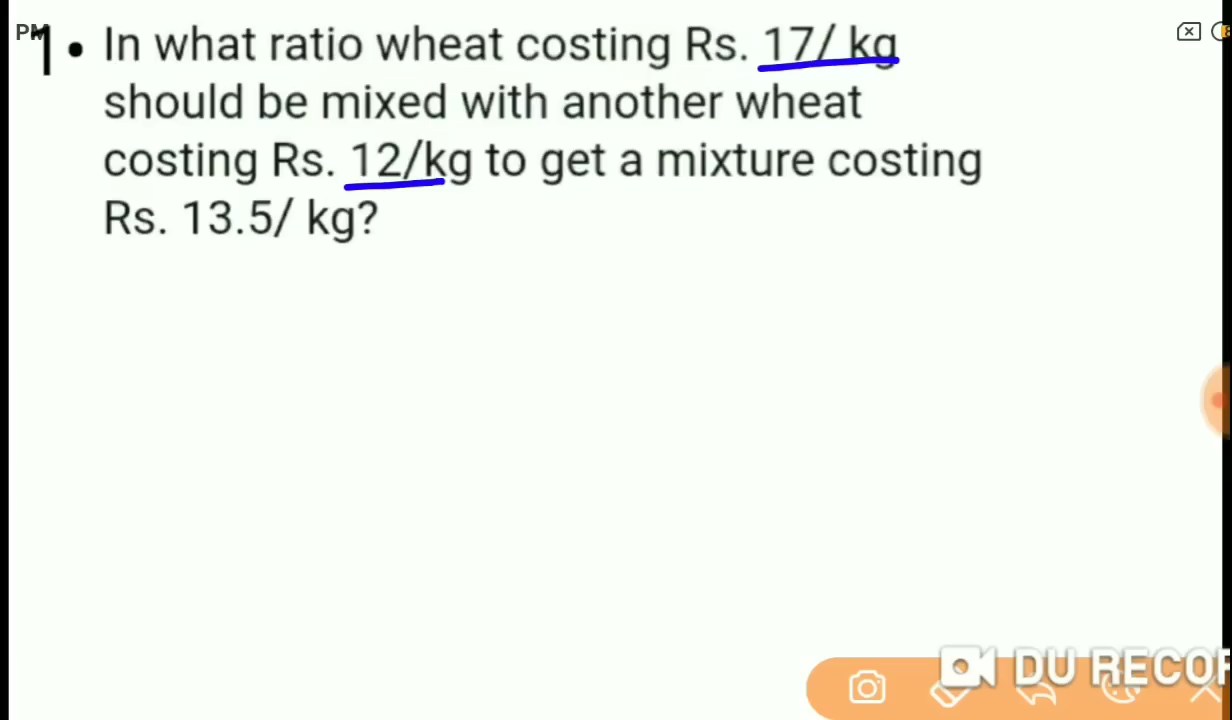 PM
1. In what ratio wheat costing Rs. 17/ kg
should be mixed with another wheat
costing Rs. 12/kg to get a mixture costing
Rs. 13.5/ kg?
DU RECOR